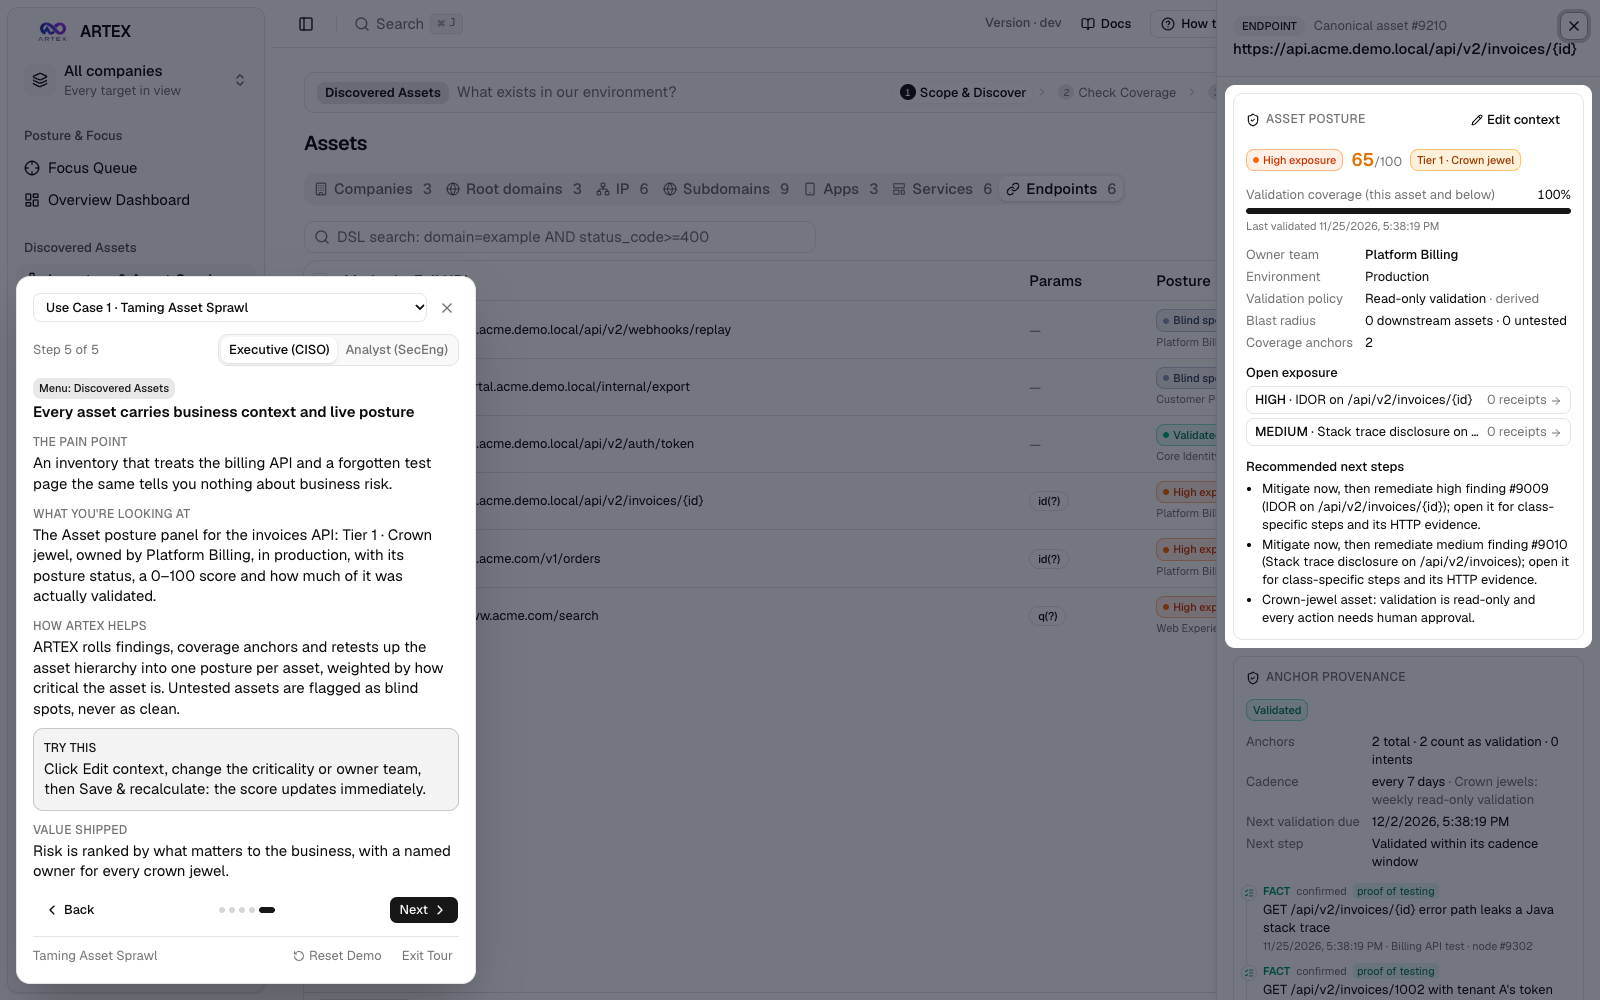 ARTEX
ARTEX
All companies
Every target in view
Posture & Focus
Focus Queue
Overview Dashboard
Discovered Assets
Search ⌘ J
Version · dev
Docs
Discovered Assets
What exists in our environment?
1 Scope & Discover
2 Check Coverage
Assets
Companies 3
Root domains 3
IP 6
Subdomains 9
Apps 3
Services 6
Endpoints 6
DSL search: domain=example AND status_code>=400
Params
Posture
.acme.demo.local/api/v2/webhooks/replay
—
.acme.demo.local/internal/export
—
.acme.demo.local/api/v2/auth/token
—
.acme.demo.local/api/v2/invoices/{id}
id(?)
.acme.com/v1/orders
id(?)
.acme.com/search
q(?)
Use Case 1 · Taming Asset Sprawl
Step 5 of 5
Executive (CISO)
Analyst (SecEng)
Menu: Discovered Assets
Every asset carries business context and live posture
THE PAIN POINT
An inventory that treats the billing API and a forgotten test
page the same tells you nothing about business risk.
WHAT YOU'RE LOOKING AT
The Asset posture panel for the invoices API: Tier 1 · Crown
jewel, owned by Platform Billing, in production, with its
posture status, a 0–100 score and how much of it was
actually validated.
HOW ARTEX HELPS
ARTEX rolls findings, coverage anchors and retests up the
asset hierarchy into one posture per asset, weighted by how
critical the asset is. Untested assets are flagged as blind
spots, never as clean.
TRY THIS
Click Edit context, change the criticality or owner team,
then Save & recalculate: the score updates immediately.
VALUE SHIPPED
Risk is ranked by what matters to the business, with a named
owner for every crown jewel.
Back
Next
Taming Asset Sprawl
Reset Demo
Exit Tour
ENDPOINT
Canonical asset #9210
https://api.acme.demo.local/api/v2/invoices/{id}
ASSET POSTURE
Edit context
High exposure
65/100
Tier 1 · Crown jewel
Validation coverage (this asset and below) 100%
Last validated 11/25/2026, 5:38:19 PM
Owner team Platform Billing
Environment Production
Validation policy Read-only validation · derived
Blast radius 0 downstream assets · 0 untested
Coverage anchors 2
Open exposure
HIGH · IDOR on /api/v2/invoices/{id} 0 receipts →
MEDIUM · Stack trace disclosure on ... 0 receipts →
Recommended next steps
• Mitigate now, then remediate high finding #9009
(IDOR on /api/v2/invoices/{id}); open it for class-
specific steps and its HTTP evidence.
• Mitigate now, then remediate medium finding #9010
(Stack trace disclosure on /api/v2/invoices); open it
for class-specific steps and its HTTP evidence.
• Crown-jewel asset: validation is read-only and
every action needs human approval.
ANCHOR PROVENANCE
Validated
Anchors 2 total · 2 count as validation · 0
intents
Cadence every 7 days · Crown jewels:
weekly read-only validation
Next validation due 12/2/2026, 5:38:19 PM
Next step Validated within its cadence
window
FACT confirmed proof of testing
GET /api/v2/invoices/{id} error path leaks a Java
stack trace
11/25/2026, 5:38:19 PM · Billing API test · node #9302
FACT confirmed proof of testing
GET /api/v2/invoices/1002 with tenant A's token